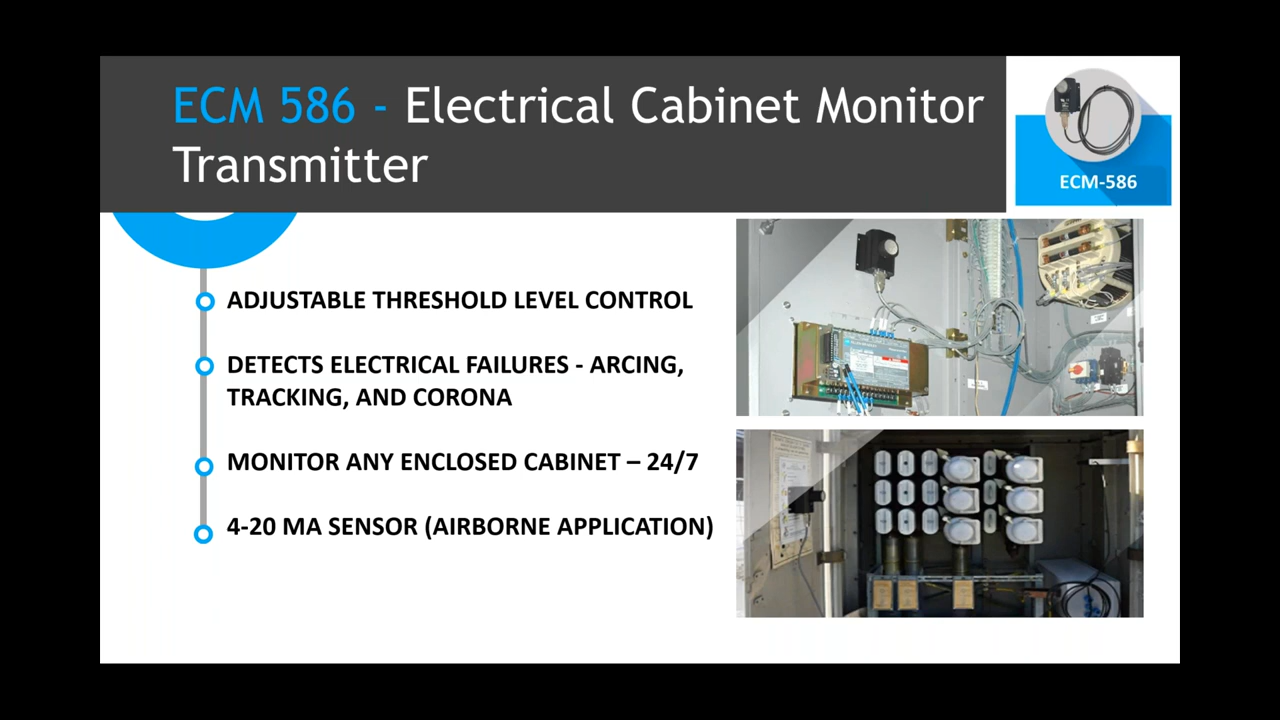 ECM 586 - Electrical Cabinet Monitor
Transmitter
ECM-586
ADJUSTABLE THRESHOLD LEVEL CONTROL
DETECTS ELECTRICAL FAILURES - ARCING,
TRACKING, AND CORONA
MONITOR ANY ENCLOSED CABINET – 24/7
4-20 MA SENSOR (AIRBORNE APPLICATION)